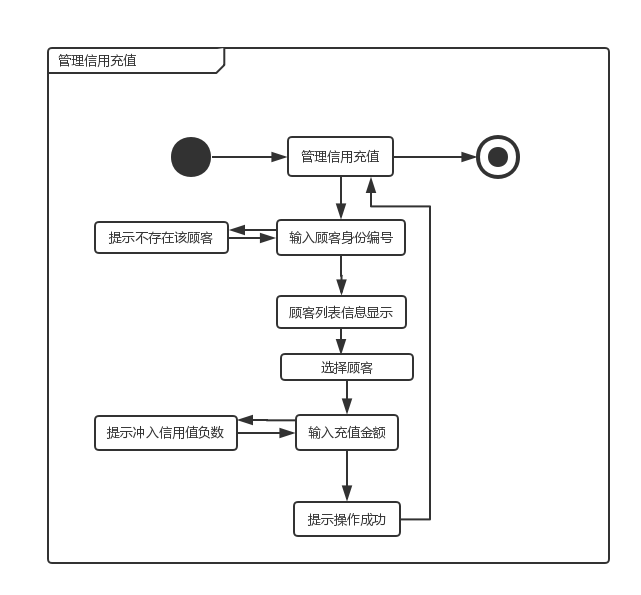 管理信用充值
管理信用充值
提示不存在该顾客
输入顾客身份编号
顾客列表信息显示
选择顾客
提示冲入信用值负数
输入充值金额
提示操作成功